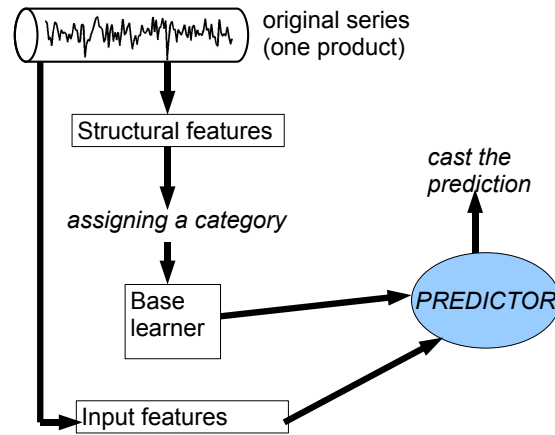 original series
(one product)
Structural features
cast the
prediction
assigning a category
Base
learner
PREDICTOR
Input features